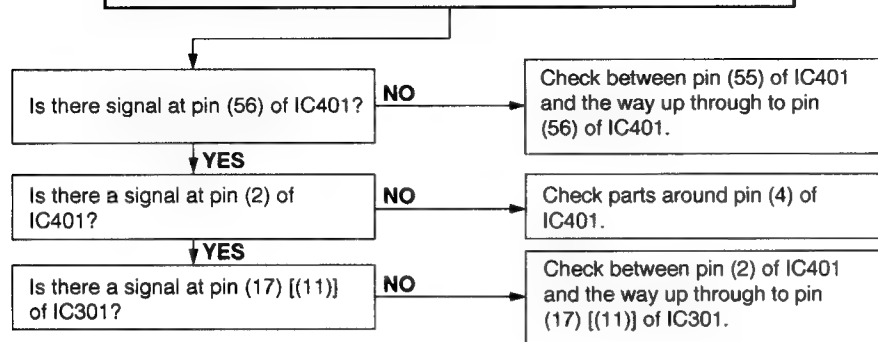 Is there signal at pin (56) of IC401?
NO
Check between pin (55) of IC401
and the way up through to pin
(56) of IC401.
YES
Is there a signal at pin (2) of
IC401?
NO
Check parts around pin (4) of
IC401.
YES
Is there a signal at pin (17) [(11)]
of IC301?
NO
Check between pin (2) of IC401
and the way up through to pin
(17) [(11)] of IC301.